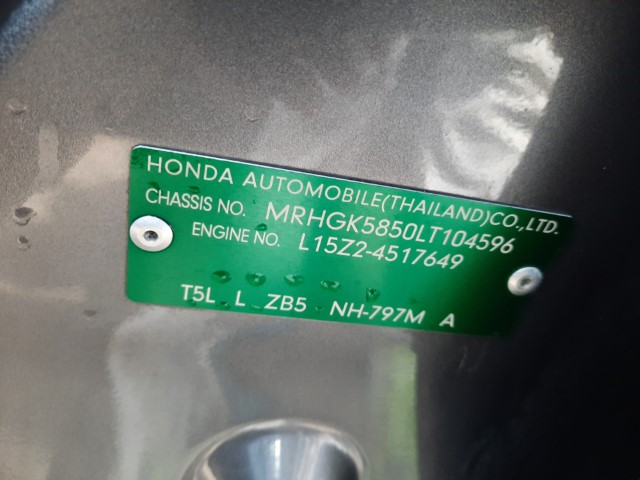 HONDA AUTOMOBILE(THAILAND)CO.,LTD.
CHASSIS NO. MRHGK5850LT104596
ENGINE NO. L15Z2-4517649
T5L L ZB5 NH-797M A